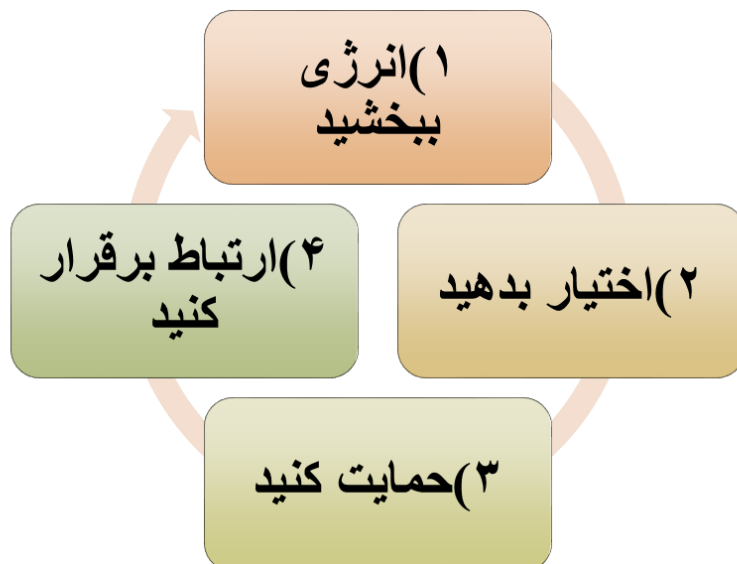 ۱)انرژی
ببخشید
۲)اختیار بدهید
۳)حمایت کنید
۴)ارتباط برقرار
کنید